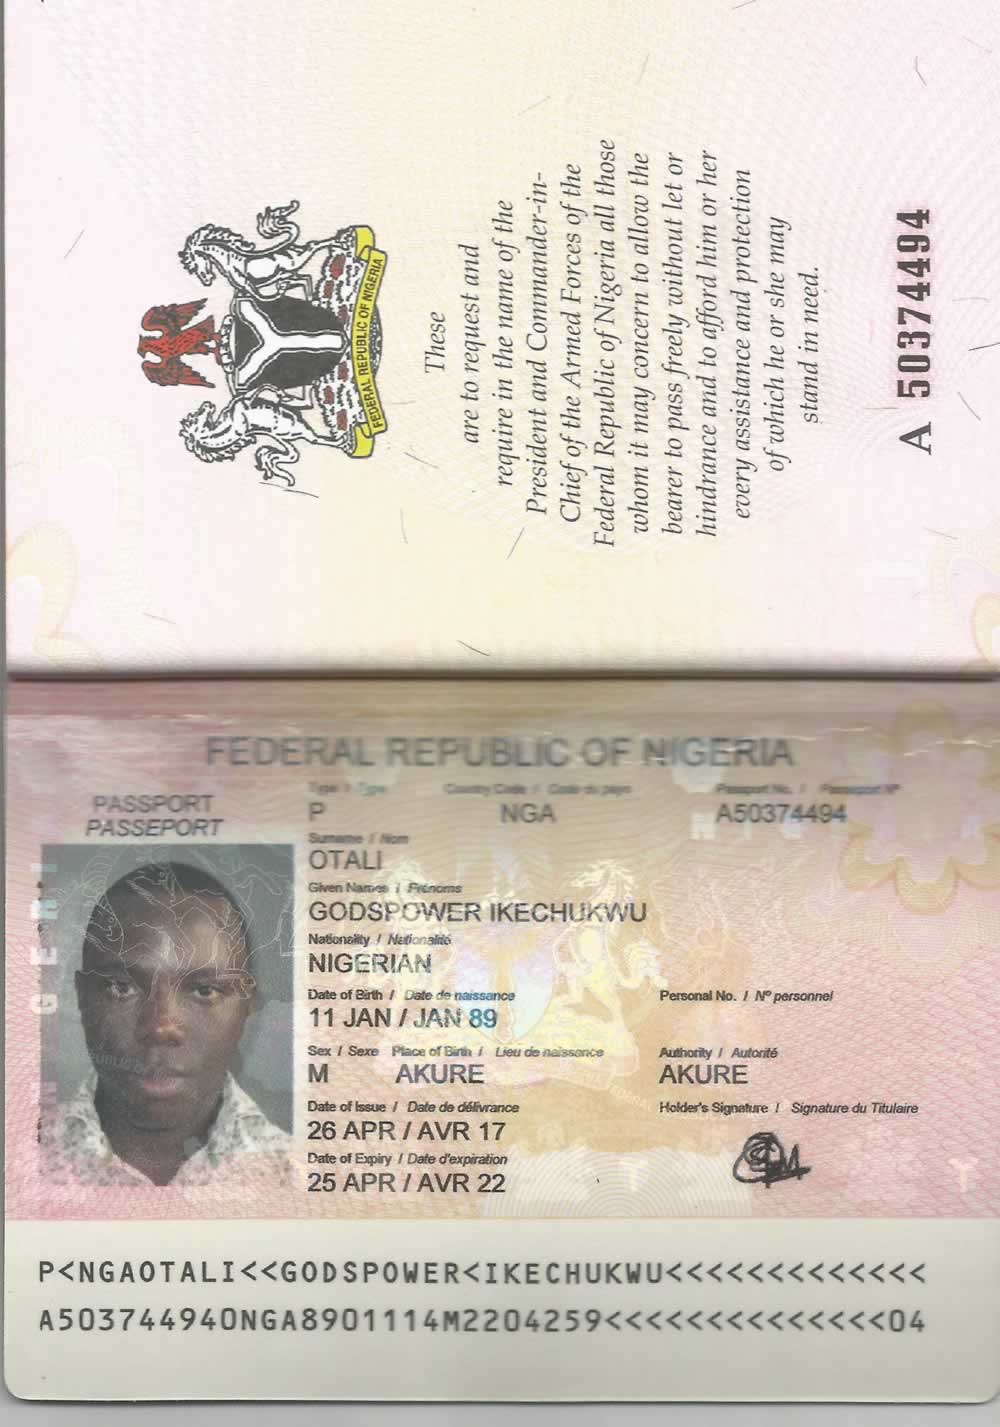 FEDERAL REPUBLIC OF NIGERIA
These
are to request and
require in the name of the
President and Commander-in-
Chief of the Armed Forces of the
Federal Republic of Nigeria all those
whom it may concern to allow the
bearer to pass freely without let or
hindrance and to afford him or her
every assistance and protection
of which he or she may
stand in need.
A 50374494
FEDERAL REPUBLIC OF NIGERIA
PASSPORT
PASSEPORT
Type / Type Country Code / Code du pays Passport No. / Passeport N°
P NGA A50374494
Surname / Nom
OTALI
Given Names / Prénoms
GODSPOWER IKECHUKWU
Nationality / Nationalité
NIGERIAN
Date of Birth / Date de naissance Personal No. / N° personnel
11 JAN / JAN 89
Sex / Sexe Place of Birth / Lieu de naissance Authority / Autorité
M AKURE AKURE
Date of Issue / Date de délivrance Holder's Signature / Signature du Titulaire
26 APR / AVR 17
Date of Expiry / Date d'expiration
25 APR / AVR 22
P<NGAOTALI<<GODSPOWER<IKECHUKWU<<<<<<<<<<<<<
A503744940NGA8901114M2204259<<<<<<<<<<<<<<04